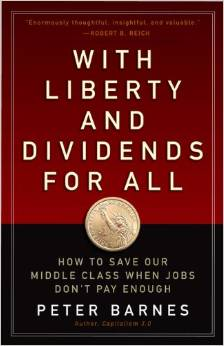 "Enormously thoughtful, insightful, and valuable."
—ROBERT B. REICH
WITH
LIBERTY
AND
DIVIDENDS
FOR ALL
HOW TO SAVE OUR
MIDDLE CLASS WHEN JOBS
DON'T PAY ENOUGH
PETER BARNES
Author, Capitalism 3.0